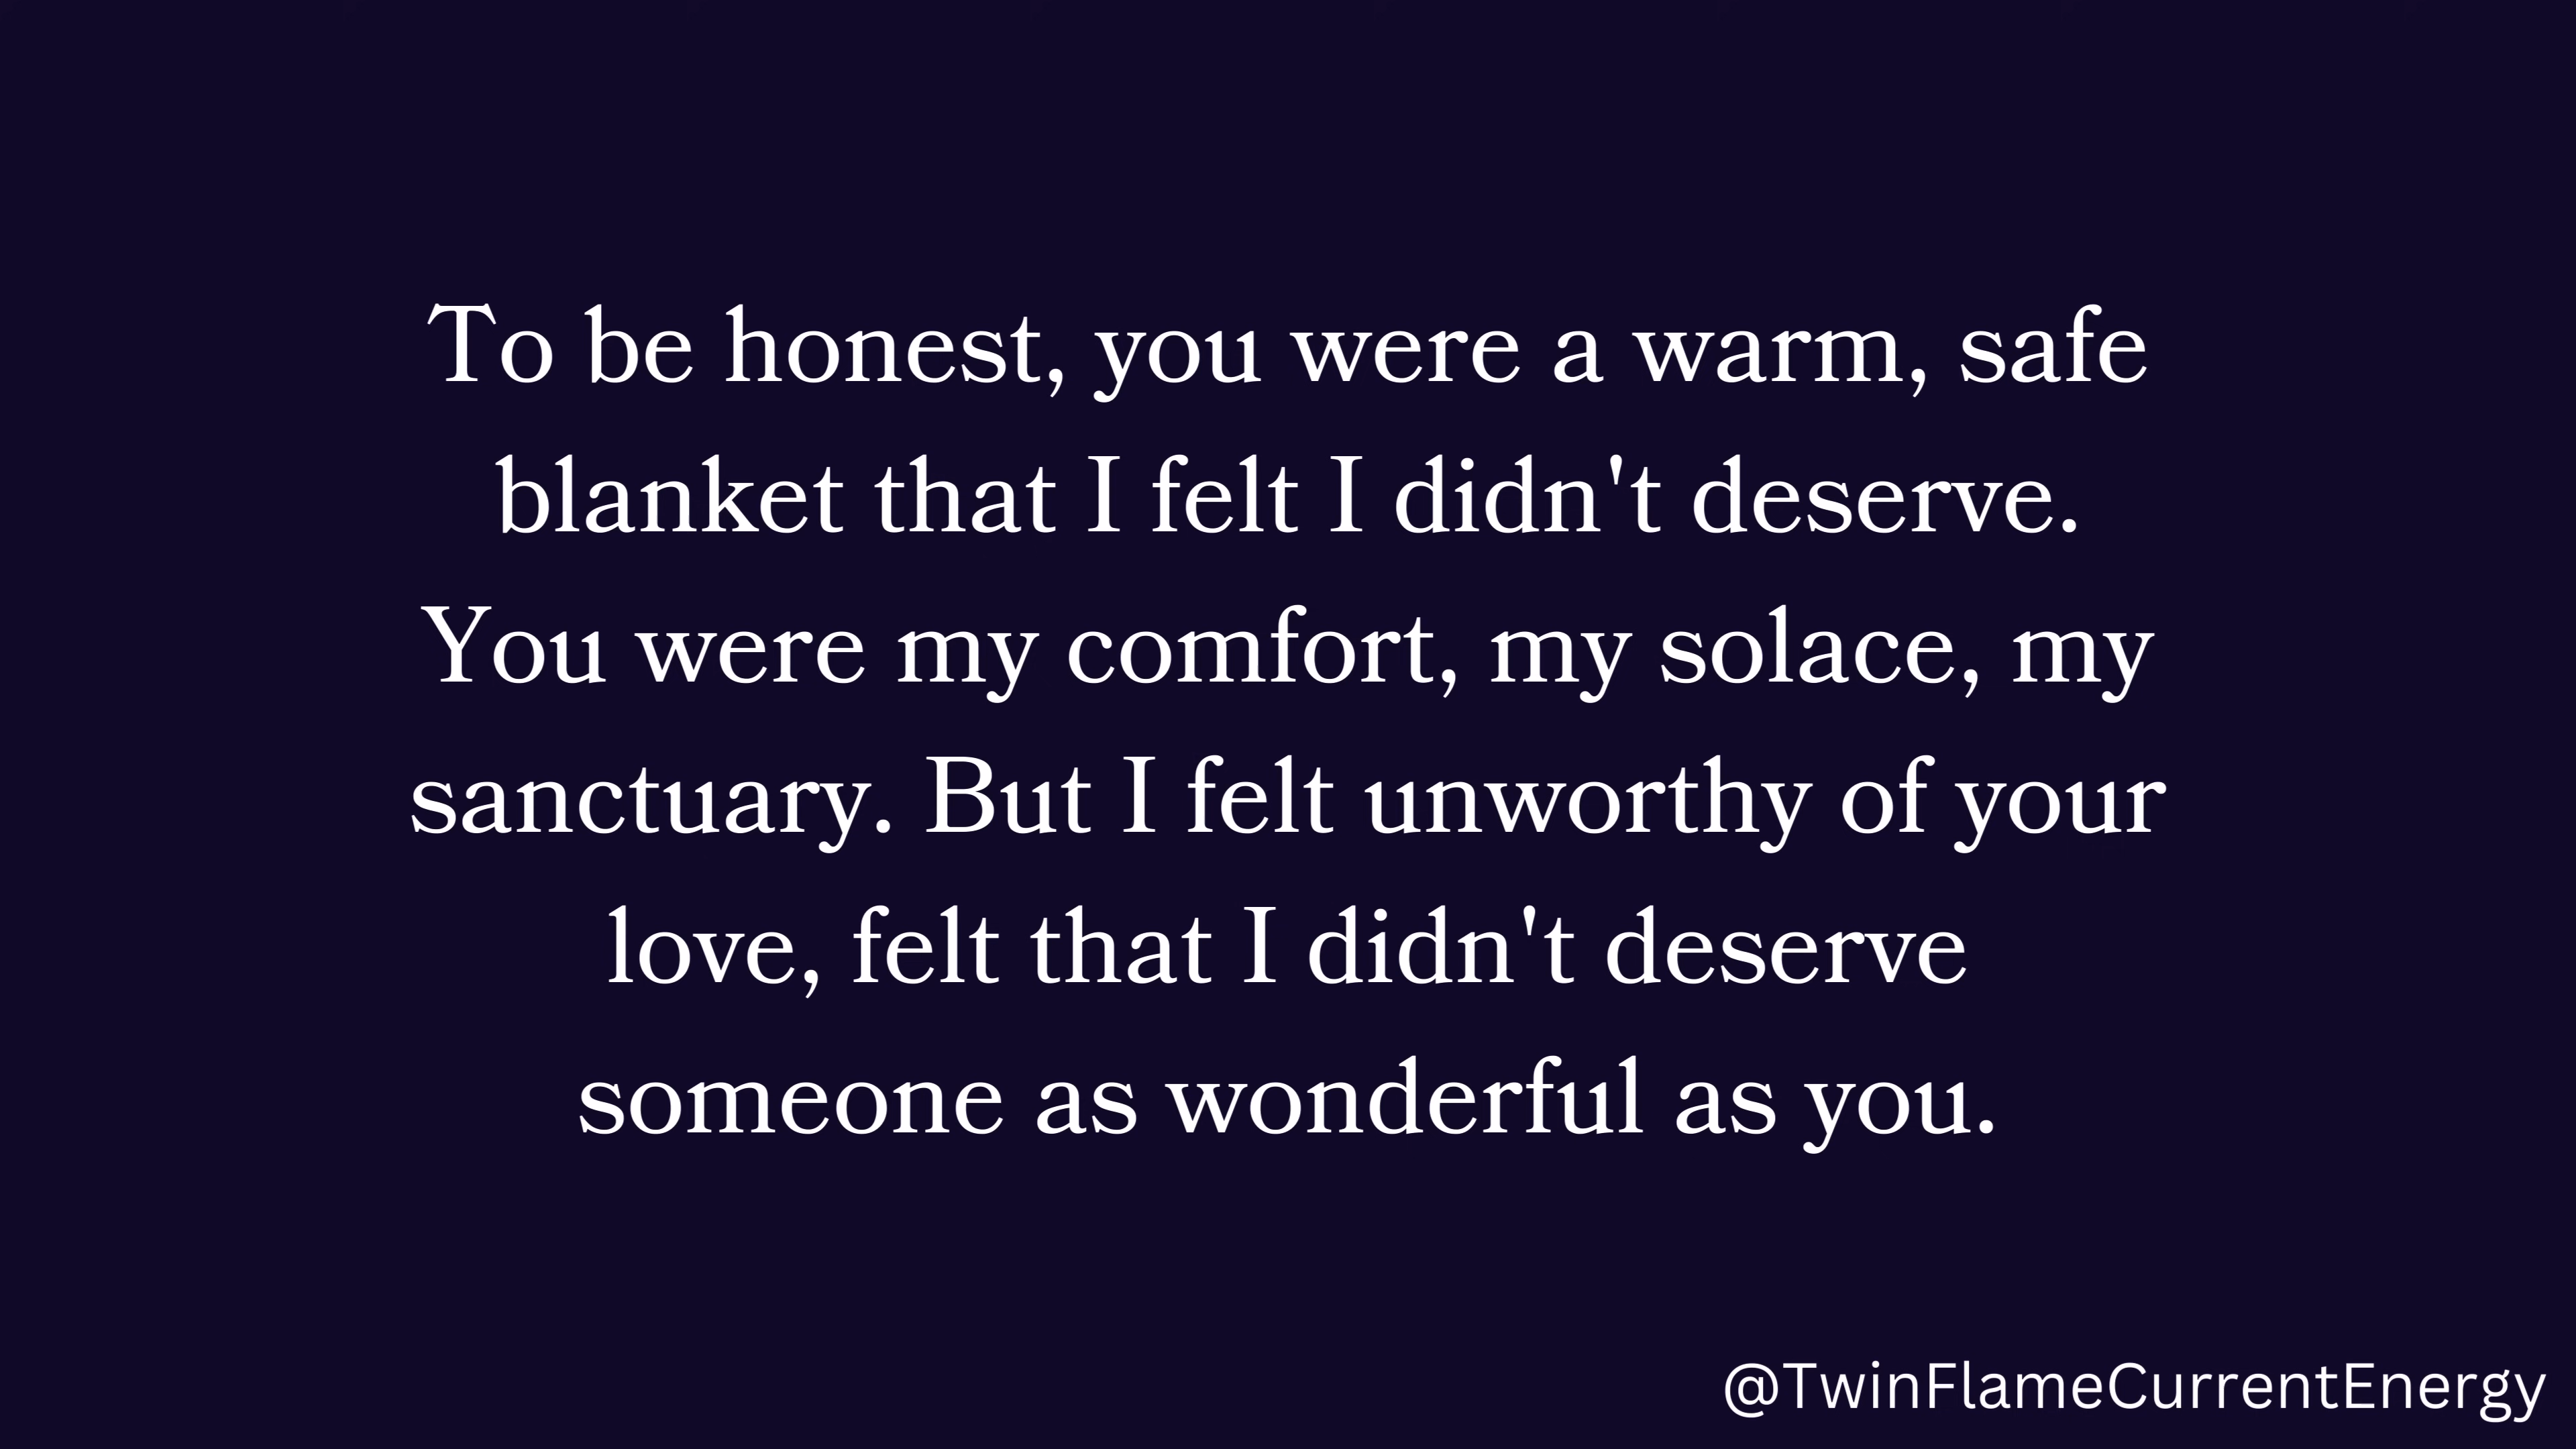 To be honest, you were a warm, safe
blanket that I felt I didn't deserve.
You were my comfort, my solace, my
sanctuary. But I felt unworthy of your
love, felt that I didn't deserve
someone as wonderful as you.
@TwinFlameCurrentEnergy